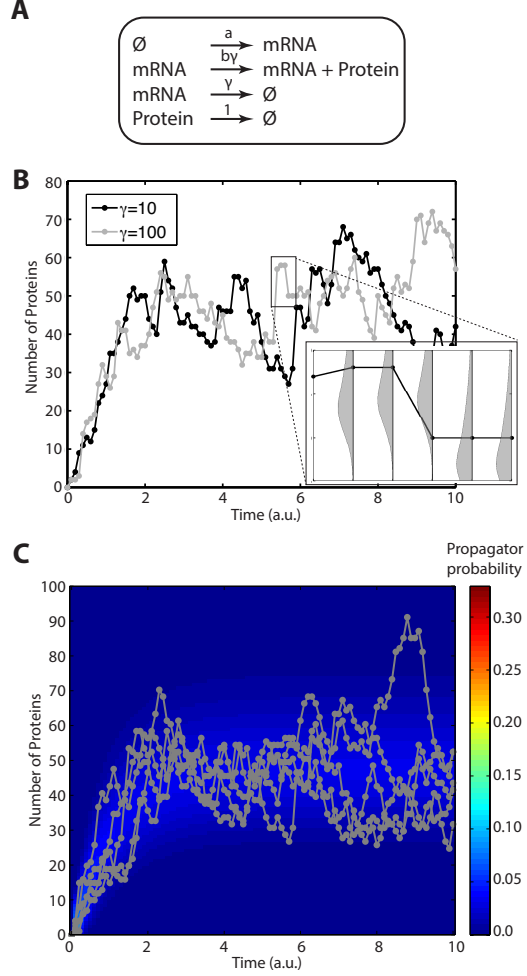 A
Ø a mRNA
mRNA bγ mRNA + Protein
mRNA γ Ø
Protein 1 Ø
B
80
70
60
50
40
30
20
10
0
Number of Proteins
γ=10
γ=100
0 2 4 6 8 10
Time (a.u.)
C
Propagator
probability
100
90
80
70
60
50
40
30
20
10
0
Number of Proteins
0.30
0.25
0.20
0.15
0.10
0.05
0.0
0 2 4 6 8 10
Time (a.u.)